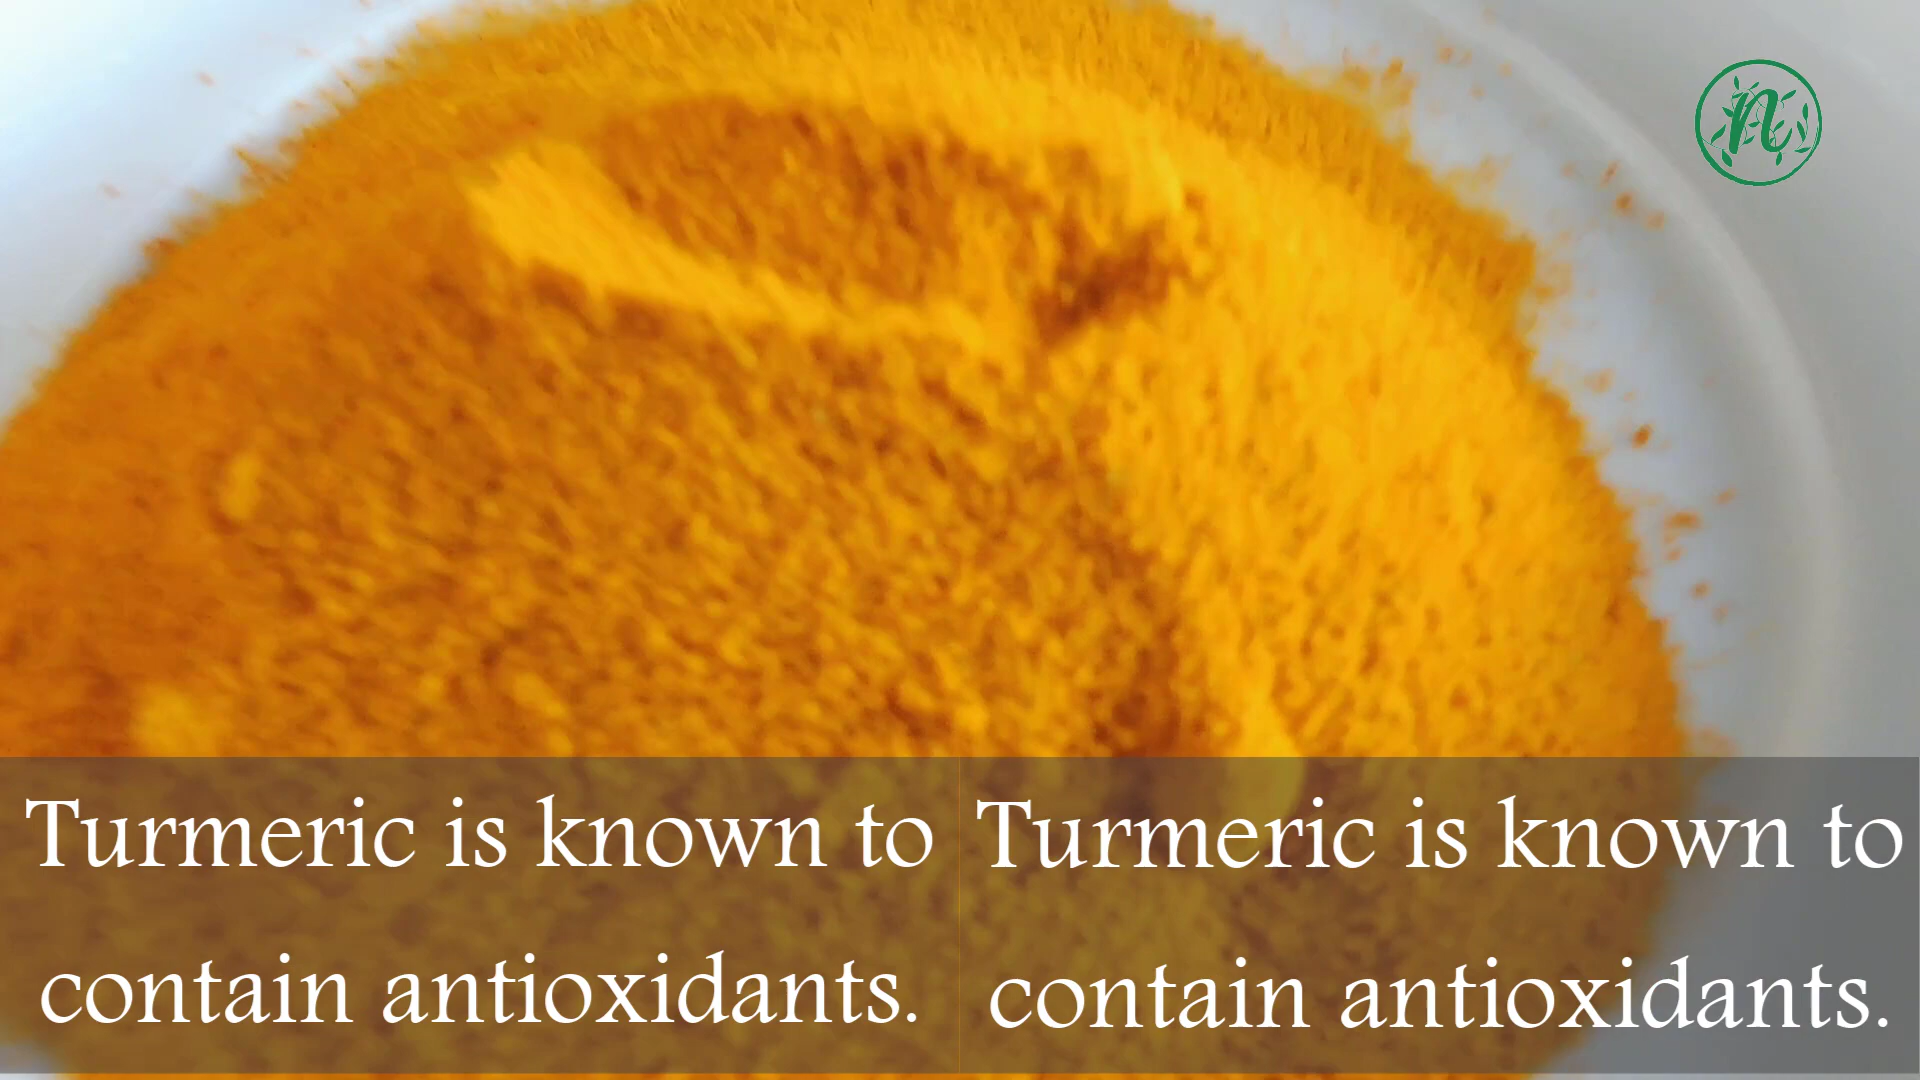 n
Turmeric is known to
contain antioxidants.
Turmeric is known to
contain antioxidants.